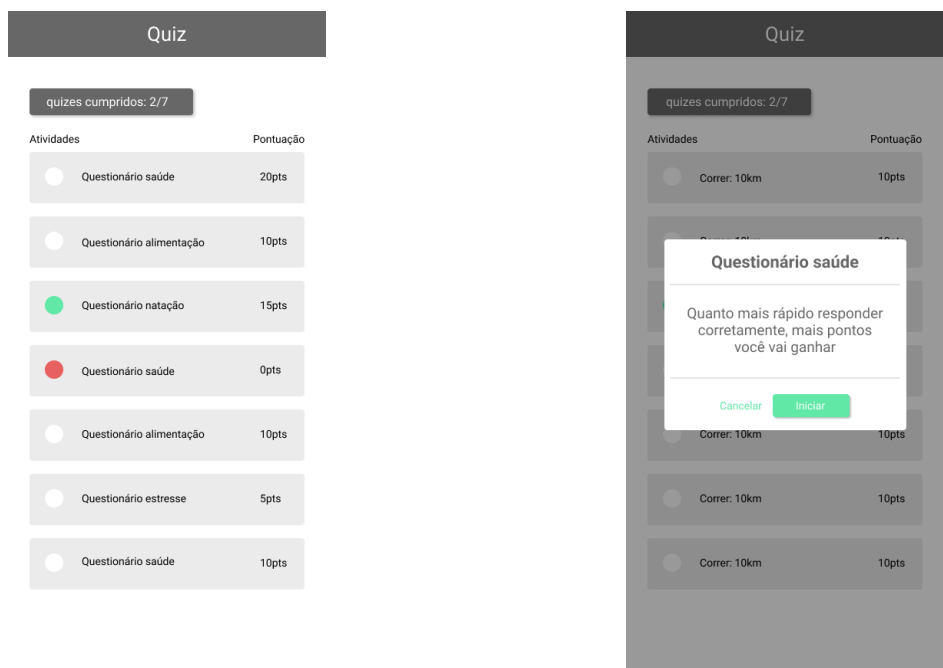 Quiz
quizes cumpridos: 2/7
Atividades Pontuação
Questionário saúde 20pts
Questionário alimentação 10pts
Questionário natação 15pts
Questionário saúde 0pts
Questionário alimentação 10pts
Questionário estresse 5pts
Questionário saúde 10pts
Quiz
quizes cumpridos: 2/7
Atividades Pontuação
Correr: 10km 10pts
Questionário saúde
Quanto mais rápido responder
corretamente, mais pontos
você vai ganhar
Cancelar Iniciar
Correr: 10km 10pts
Correr: 10km 10pts
Correr: 10km 10pts